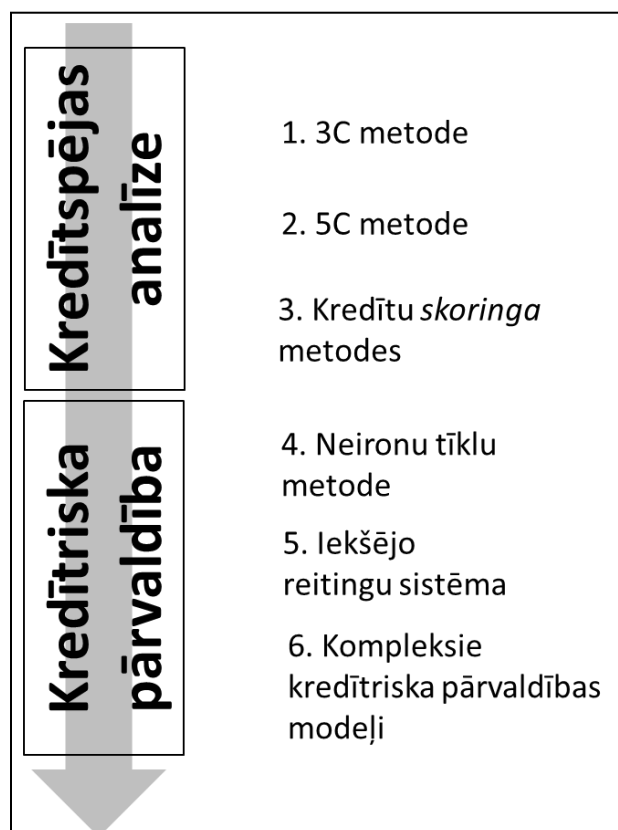 Kredītspējas
analīze
1. 3C metode
2. 5C metode
3. Kredītu skoringa
metodes
Kredītriska
pārvaldība
4. Neironu tīklu
metode
5. Iekšējo
reitingu sistēma
6. Kompleksie
kredītriska pārvaldības
modeļi